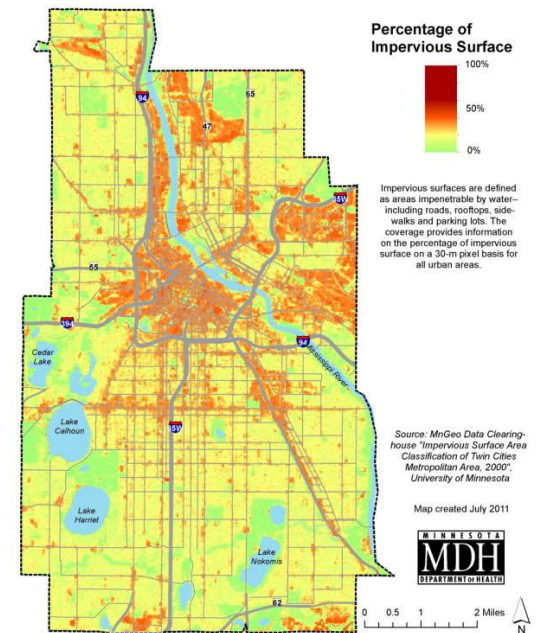 Percentage of
Impervious Surface
100%
50%
0%
Impervious surfaces are defined
as areas impenetrable by water–
including roads, rooftops, side-
walks and parking lots. The
coverage provides information
on the percentage of impervious
surface on a 30-m pixel basis for
all urban areas.
94
65
47
35W
55
394
94
Mississippi River
Cedar
Lake
Lake
Calhoun
35W
Lake
Harriet
Lake
Nokomis
62
Source: MnGeo Data Clearing-
house "Impervious Surface Area
Classification of Twin Cities
Metropolitan Area, 2000",
University of Minnesota
Map created July 2011
MINNESOTA
MDH
DEPARTMENT OF HEALTH
0 0.5 1 2 Miles
N